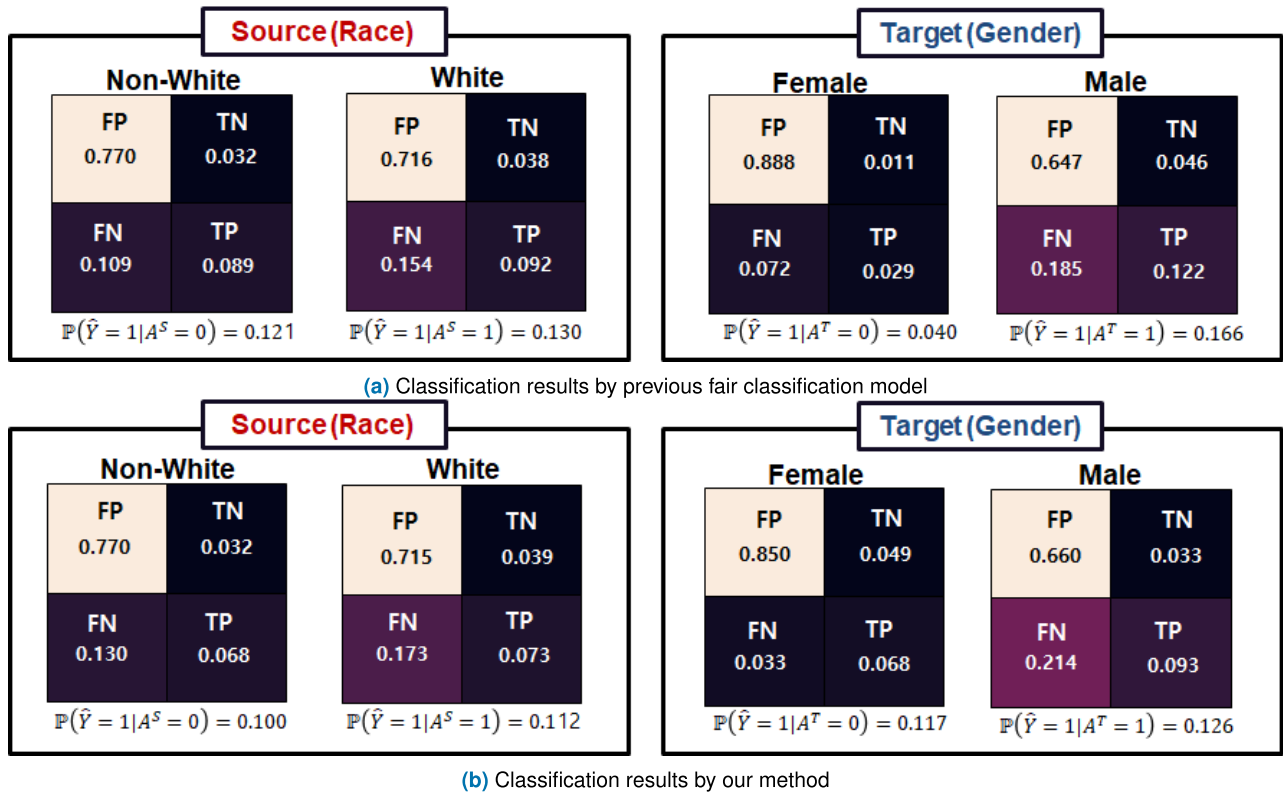 Source(Race)
Target(Gender)
Non-White
White
Female
Male
FP
0.770
TN
0.032
FN
0.109
TP
0.089
FP
0.716
TN
0.038
FN
0.154
TP
0.092
FP
0.888
TN
0.011
FN
0.072
TP
0.029
FP
0.647
TN
0.046
FN
0.185
TP
0.122
ℙ(Ŷ = 1|Aˢ = 0) = 0.121
ℙ(Ŷ = 1|Aˢ = 1) = 0.130
ℙ(Ŷ = 1|Aᵀ = 0) = 0.040
ℙ(Ŷ = 1|Aᵀ = 1) = 0.166
(a) Classification results by previous fair classification model
Source(Race)
Target(Gender)
Non-White
White
Female
Male
FP
0.770
TN
0.032
FN
0.130
TP
0.068
FP
0.715
TN
0.039
FN
0.173
TP
0.073
FP
0.850
TN
0.049
FN
0.033
TP
0.068
FP
0.660
TN
0.033
FN
0.214
TP
0.093
ℙ(Ŷ = 1|Aˢ = 0) = 0.100
ℙ(Ŷ = 1|Aˢ = 1) = 0.112
ℙ(Ŷ = 1|Aᵀ = 0) = 0.117
ℙ(Ŷ = 1|Aᵀ = 1) = 0.126
(b) Classification results by our method